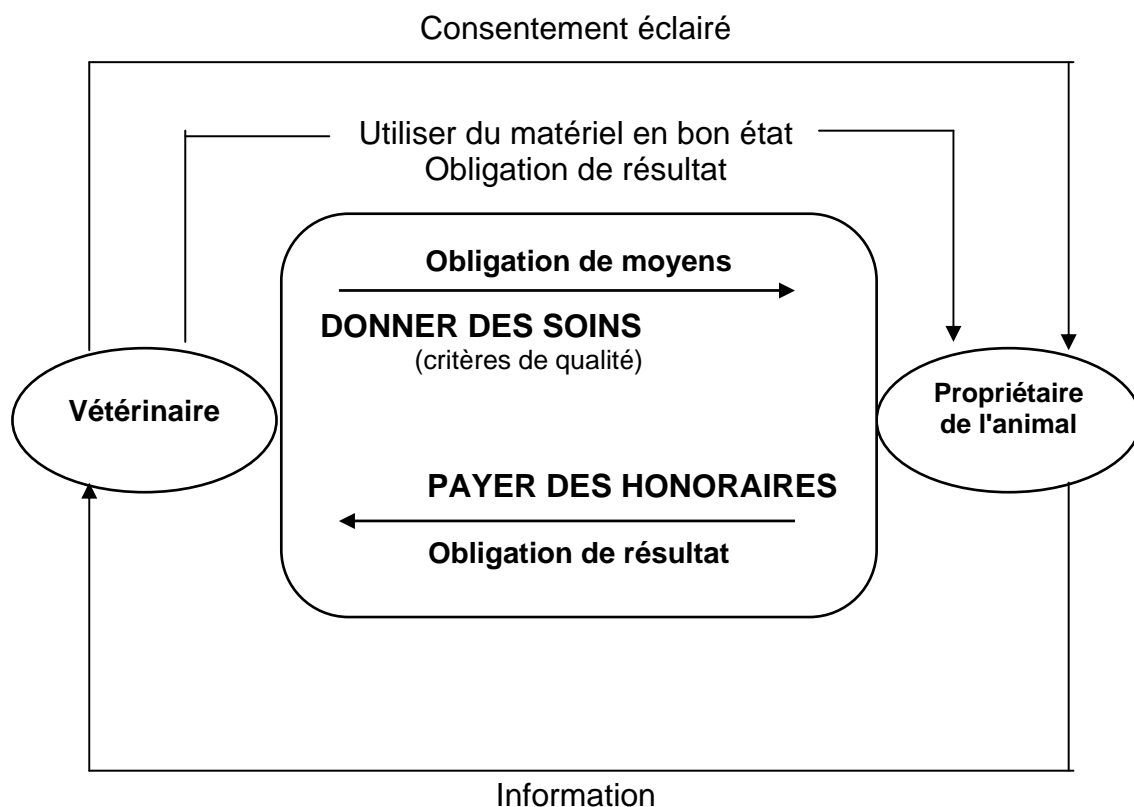 Consentement éclairé
Utiliser du matériel en bon état
Obligation de résultat
Obligation de moyens
DONNER DES SOINS
(critères de qualité)
Vétérinaire
Propriétaire
de l'animal
PAYER DES HONORAIRES
Obligation de résultat
Information